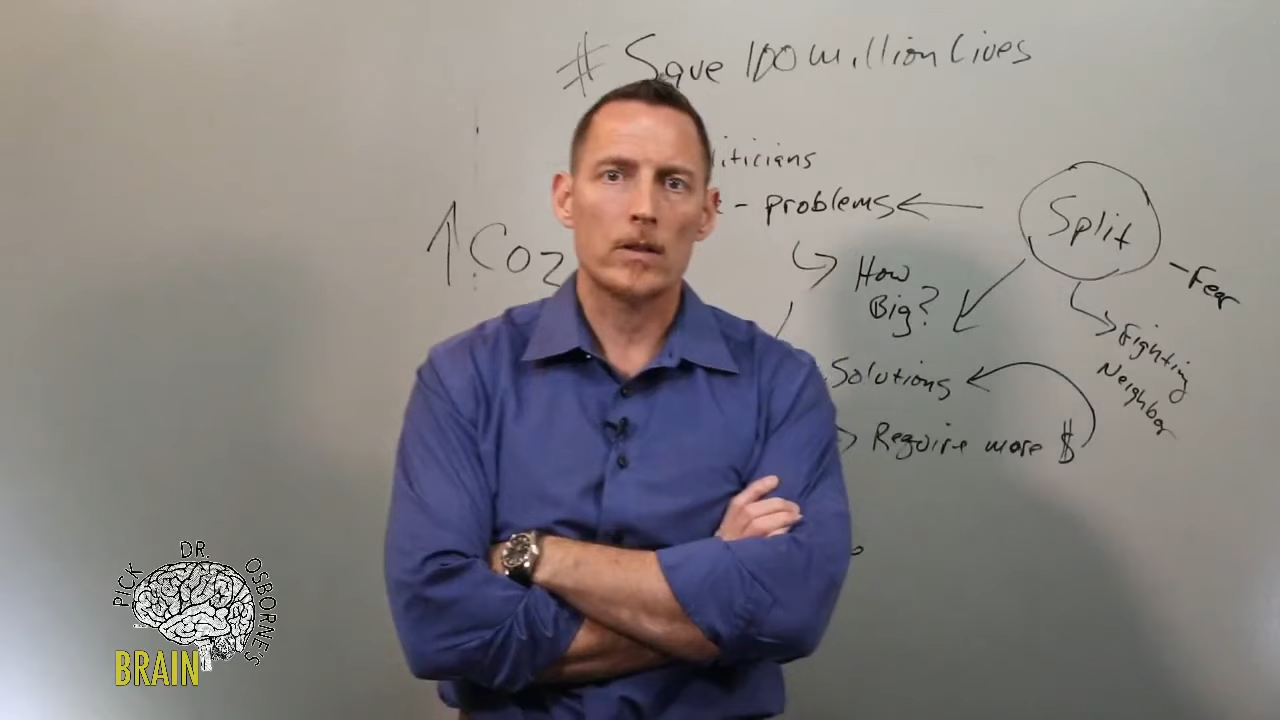 # Save 100 million Lives
liticians
- problems
Split
↑ CO2
How
Big?
- Fear
Fighting
Neighbor
Solutions
Require more $
PICK DR. OSBORNE'S
BRAIN